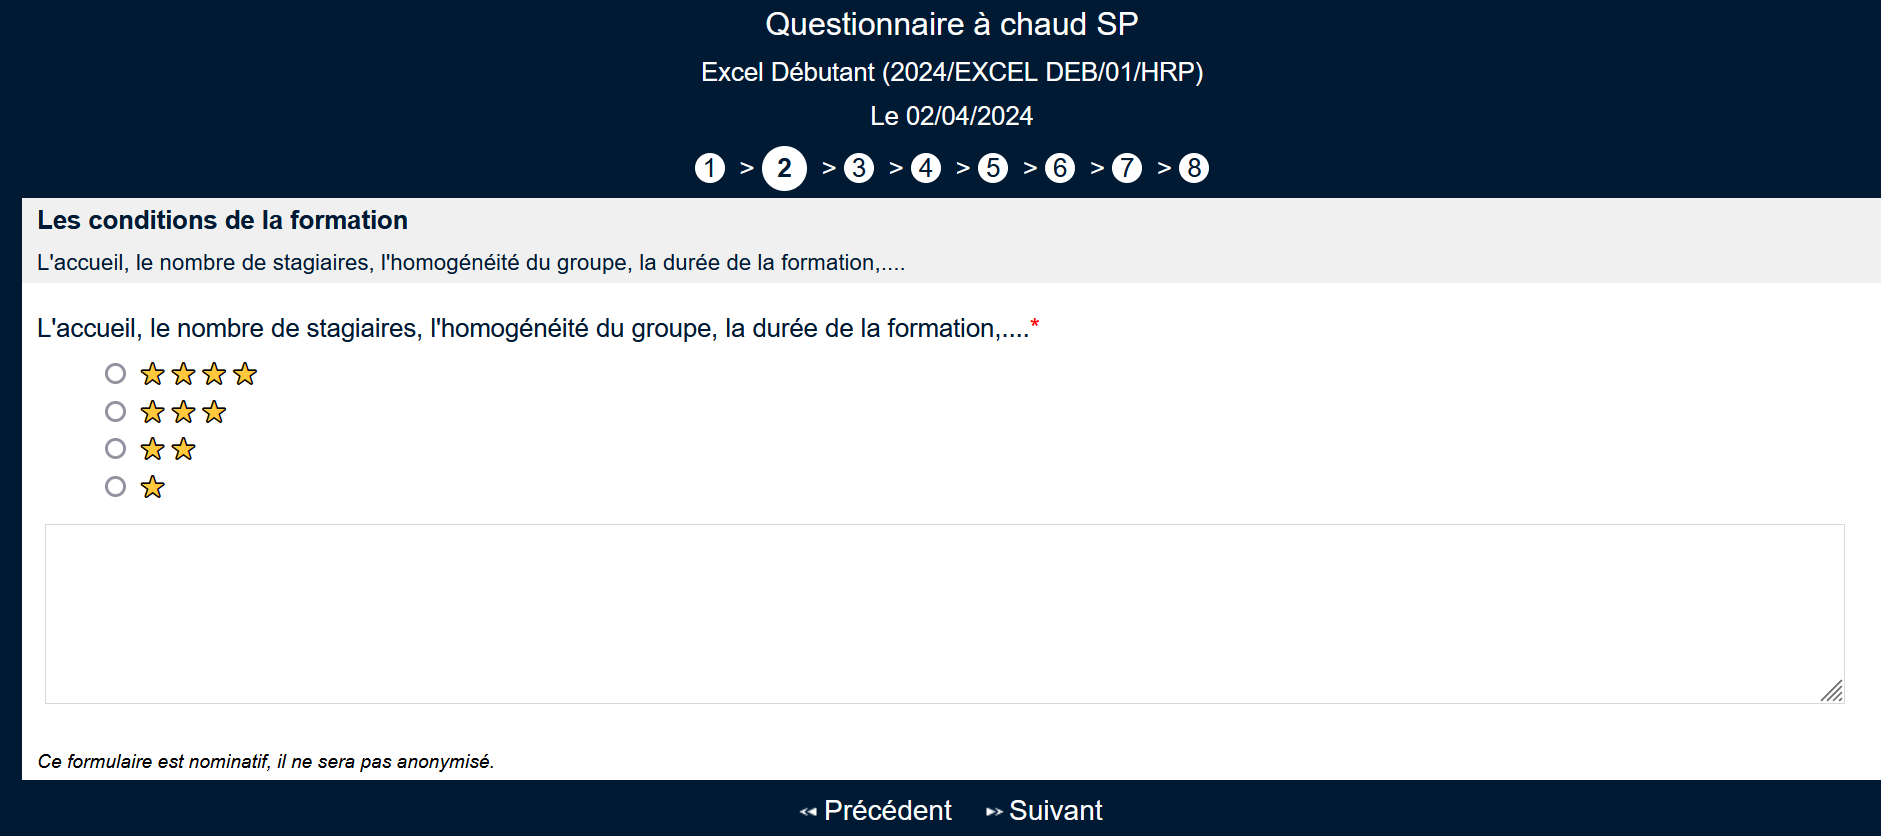 Questionnaire à chaud SP
Excel Débutant (2024/EXCEL DEB/01/HRP)
Le 02/04/2024
1 > 2 > 3 > 4 > 5 > 6 > 7 > 8
Les conditions de la formation
L'accueil, le nombre de stagiaires, l'homogénéité du groupe, la durée de la formation,....
L'accueil, le nombre de stagiaires, l'homogénéité du groupe, la durée de la formation,....*
Ce formulaire est nominatif, il ne sera pas anonymisé.
Précédent Suivant